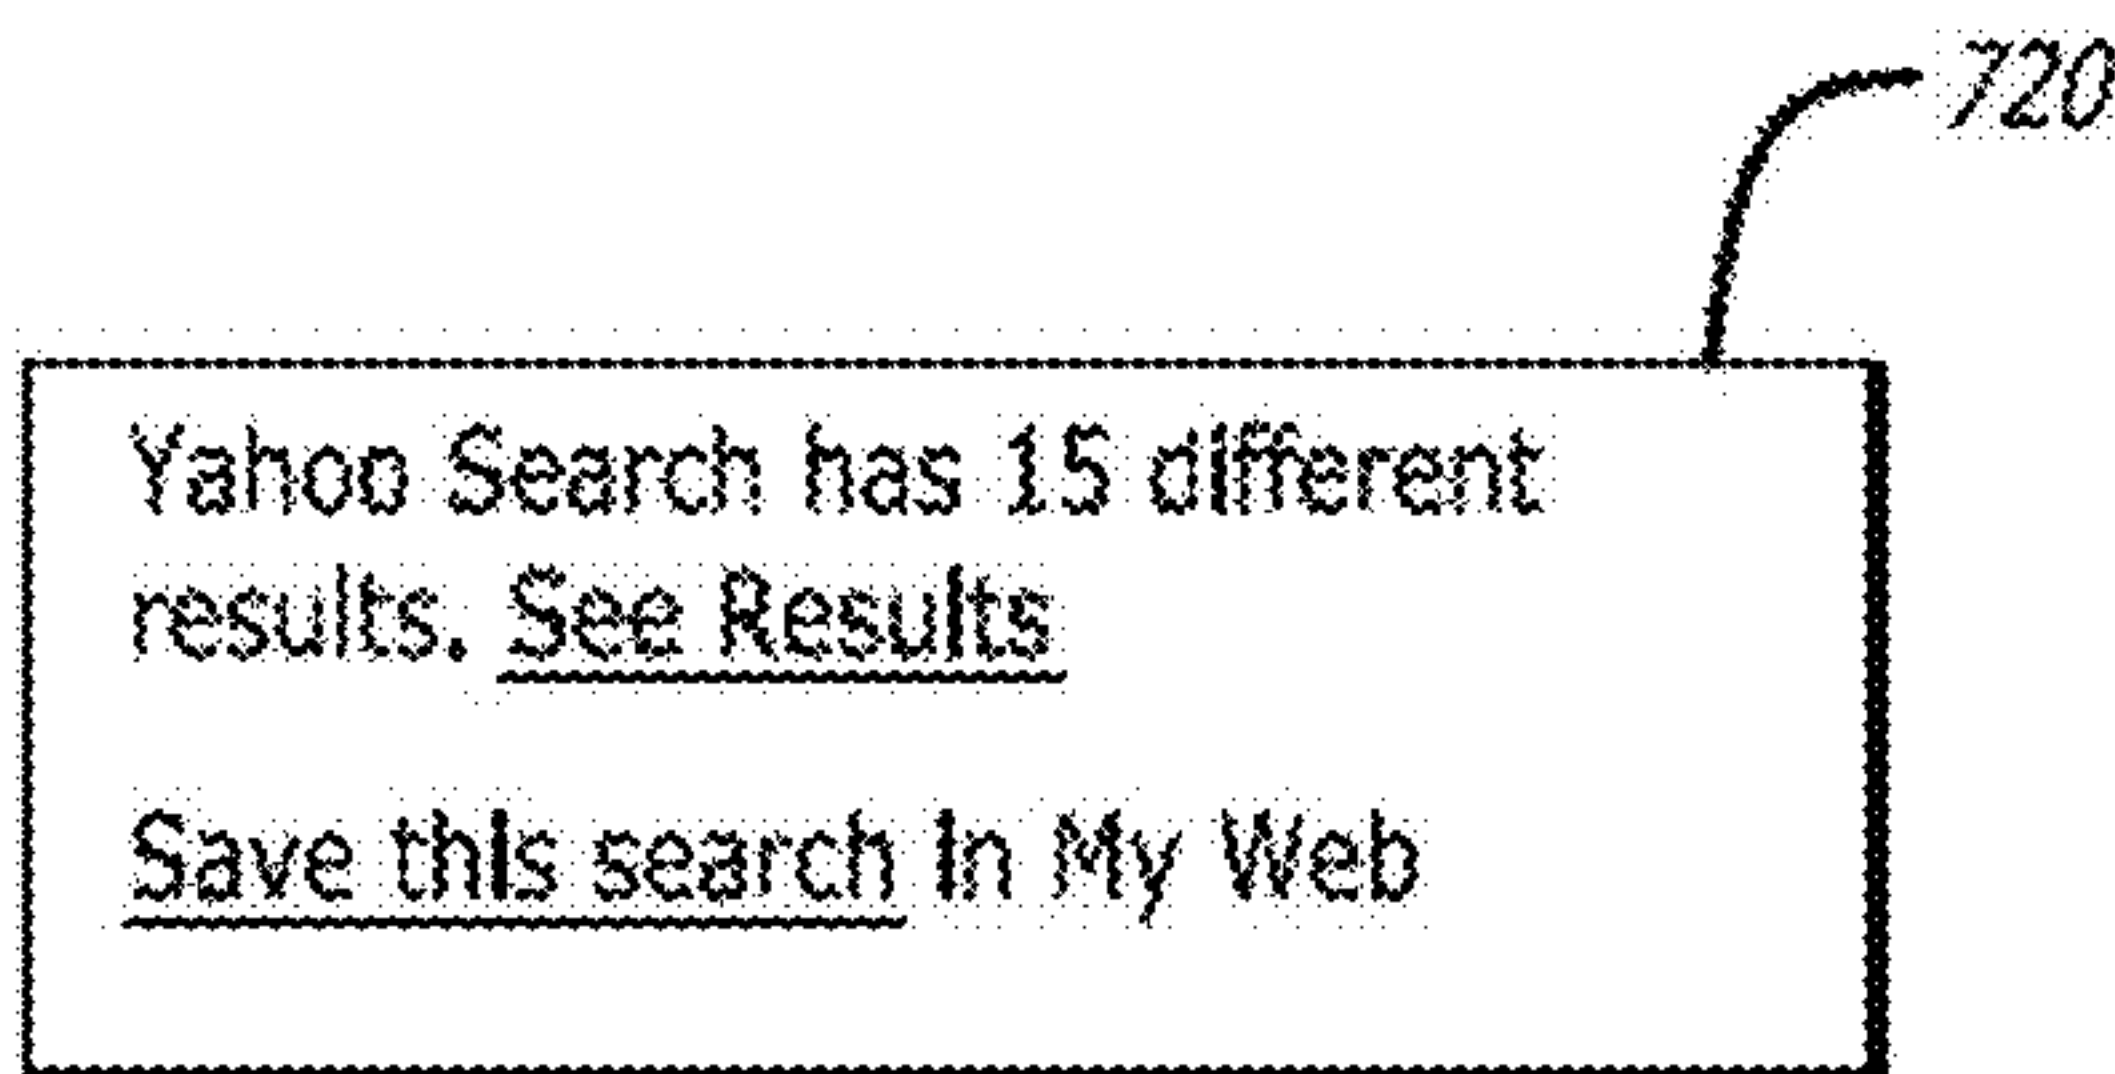 720
Yahoo Search has 15 different
results. See Results
Save this search in My Web